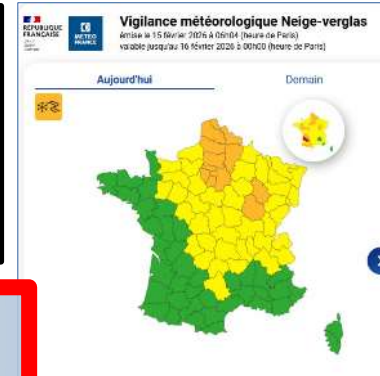 RÉPUBLIQUE
FRANÇAISE
METEO
FRANCE
Vigilance météorologique Neige-verglas
émise le 15 février 2026 à 06h04 (heure de Paris)
valable jusqu'au 16 février 2026 à 00h00 (heure de Paris)
Aujourd'hui
Demain